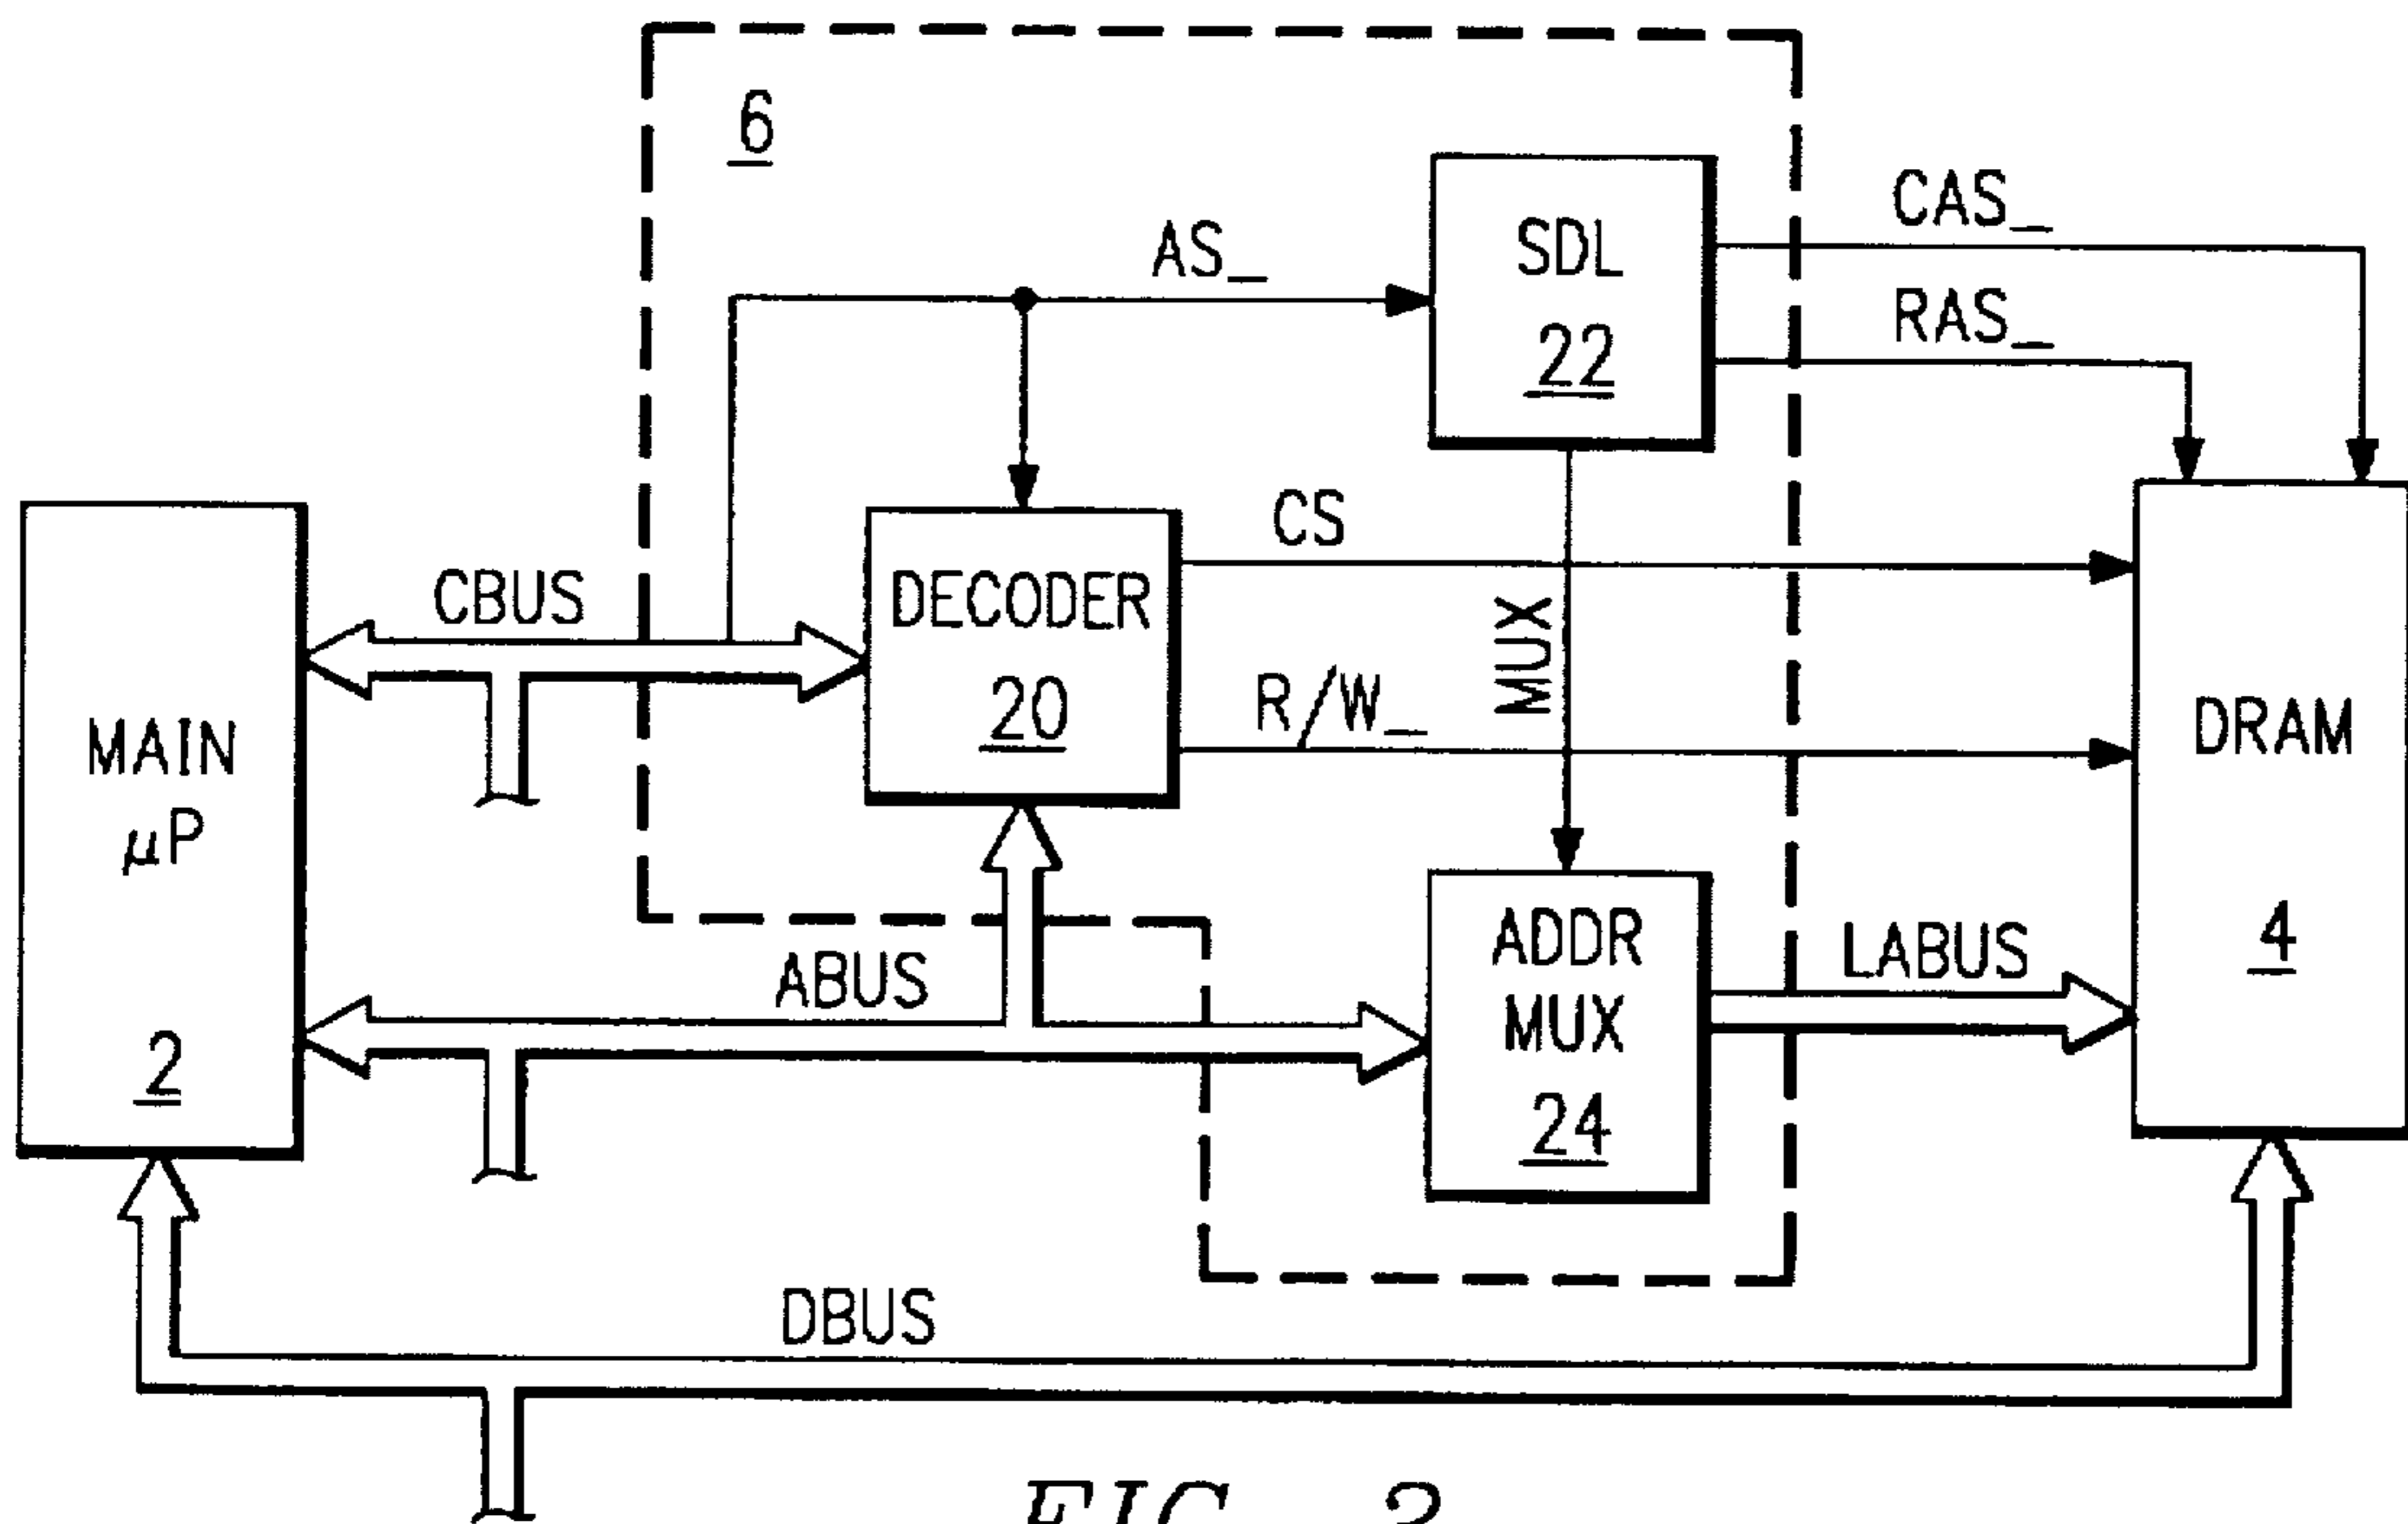 6
CAS_
AS_
SDL
RAS_
22
CS
CBUS
DECODER
MUX
20
R/W_
MAIN
DRAM
µP
ADDR
4
ABUS
LABUS
MUX
2
24
DBUS